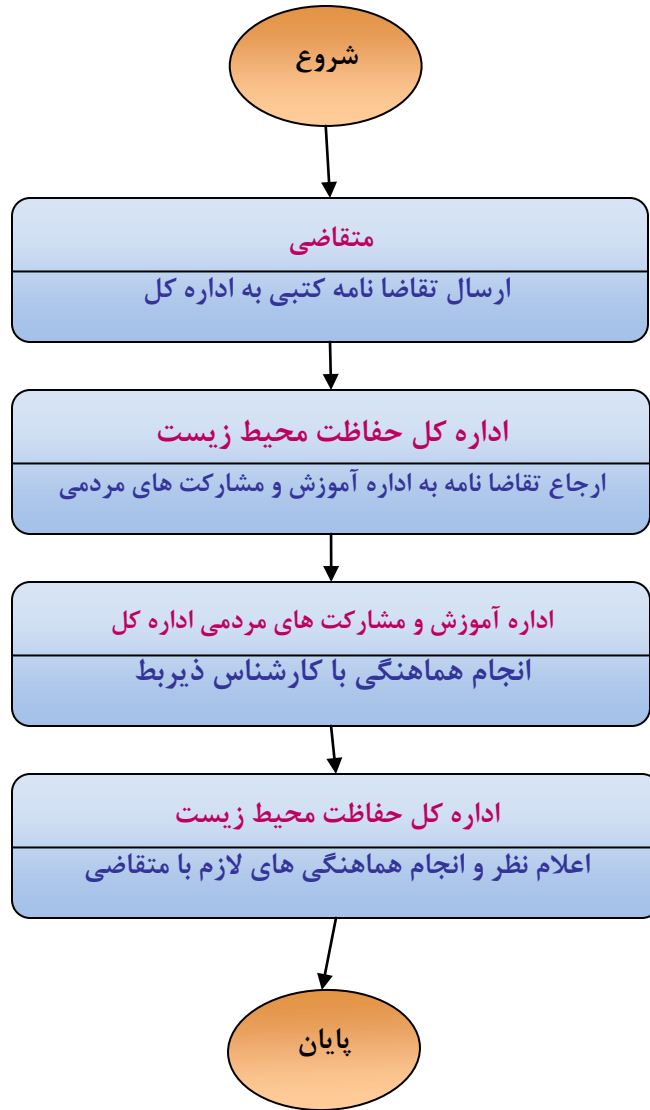 شروع
متقاضی
ارسال تقاضا نامه کتبی به اداره کل
اداره کل حفاظت محیط زیست
ارجاع تقاضا نامه به اداره آموزش و مشارکت های مردمی
اداره آموزش و مشارکت های مردمی اداره کل
انجام هماهنگی با کارشناس ذیربط
اداره کل حفاظت محیط زیست
اعلام نظر و انجام هماهنگی های لازم با متقاضی
پایان